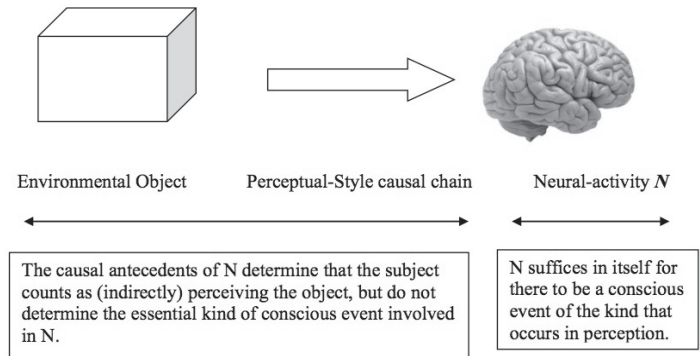 Environmental Object
Perceptual-Style causal chain
Neural-activity N
The causal antecedents of N determine that the subject
counts as (indirectly) perceiving the object, but do not
determine the essential kind of conscious event involved
in N.
N suffices in itself for
there to be a conscious
event of the kind that
occurs in perception.